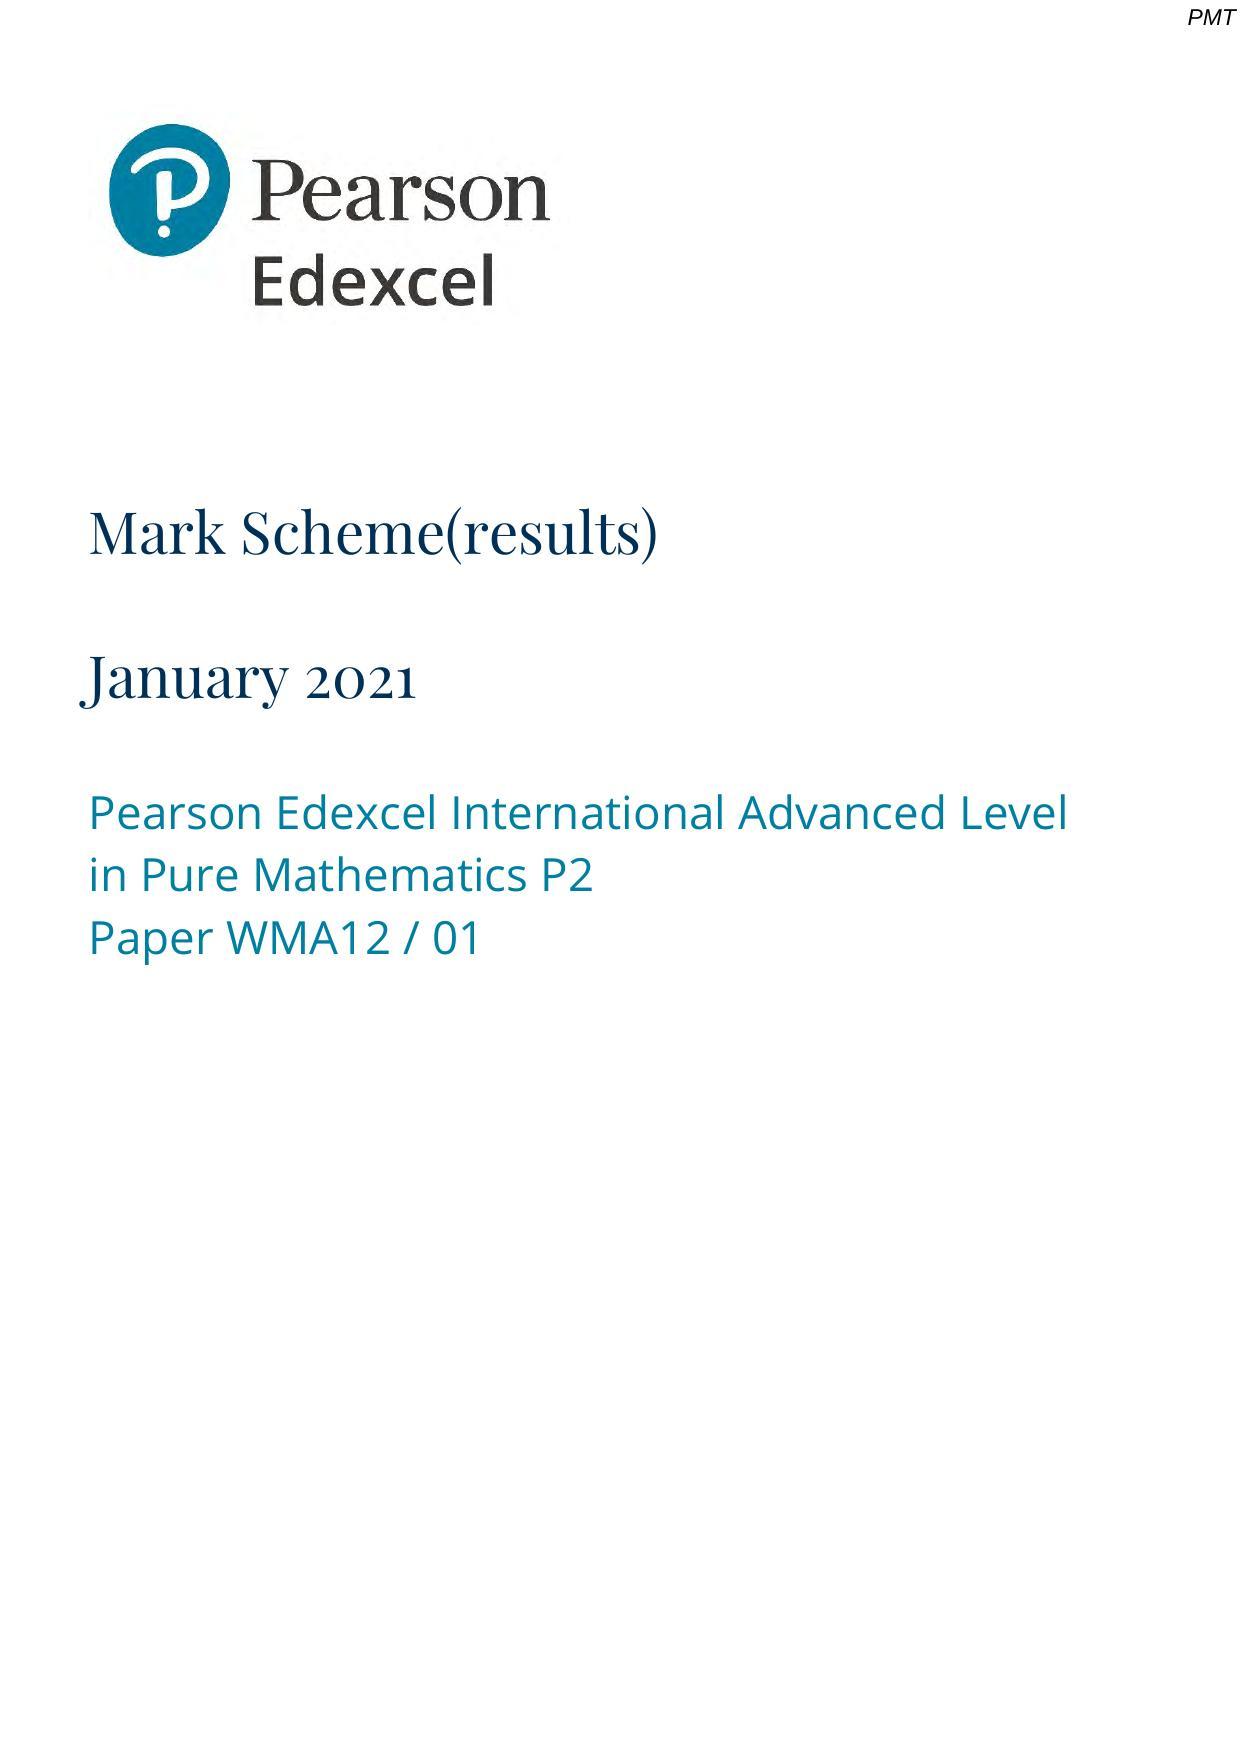 PMT
Pearson
Edexcel
Mark Scheme(results)
January 2021
Pearson Edexcel International Advanced Level
in Pure Mathematics P2
Paper WMA12 / 01